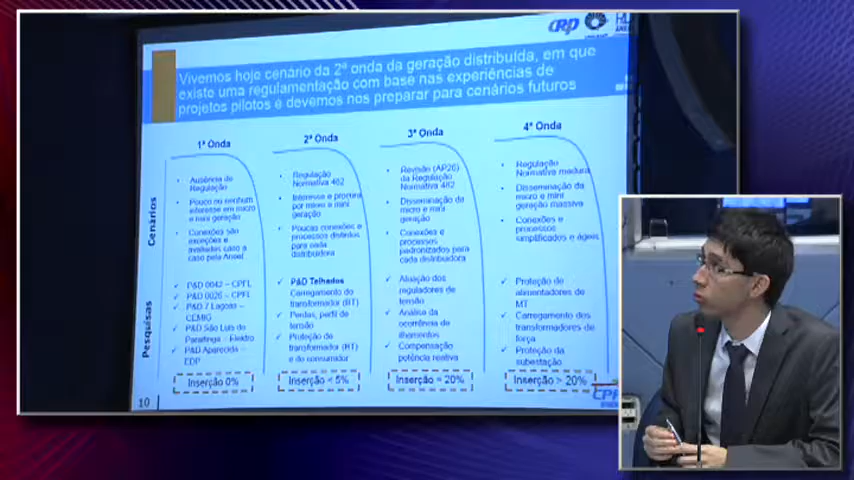 CPqD
Vivemos hoje cenário da 2ª onda da geração distribuída, em que
existe uma regulamentação com base nas experiências de
projetos pilotos e devemos nos preparar para cenários futuros
1ª Onda
2ª Onda
3ª Onda
4ª Onda
Cenários
Ausência de
Regulação
Pouco ou nenhum
interesse em micro
e mini geração
Conexões são
exceções e
avaliados caso a
caso pela Aneel
Regulação
Normativa 482
Interesse e procura
por micro e mini
geração
Poucas conexões e
processos distintos
para cada
distribuidora
Revisão (AP26)
da Regulação
Normativa 482
Disseminação da
micro e mini
geração
Conexões e
processos
padronizados para
cada distribuidora
Regulação
Normativa madura
Disseminação da
micro e mini
geração massiva
Conexões e
processos
simplificados e ágeis
Pesquisas
P&D 0042 – CPFL
P&D 0026 – CPFL
P&D 7 Lagoas –
CEMIG
P&D São Luis do
Paraitinga – Elektro
P&D Aparecida –
EDP
P&D Telhados
Carregamento do
transformador (BT)
Perdas, perfil de
tensão
Proteção do
transformador (BT)
e do consumidor
Atuação dos
reguladores de
tensão
Análise da
ocorrência de
ilhamentos
Compensação
potência reativa
Proteção de
alimentadores de
MT
Carregamento dos
transformadores de
força
Proteção da
subestação
Inserção 0%
Inserção < 5%
Inserção = 20%
Inserção > 20%
10